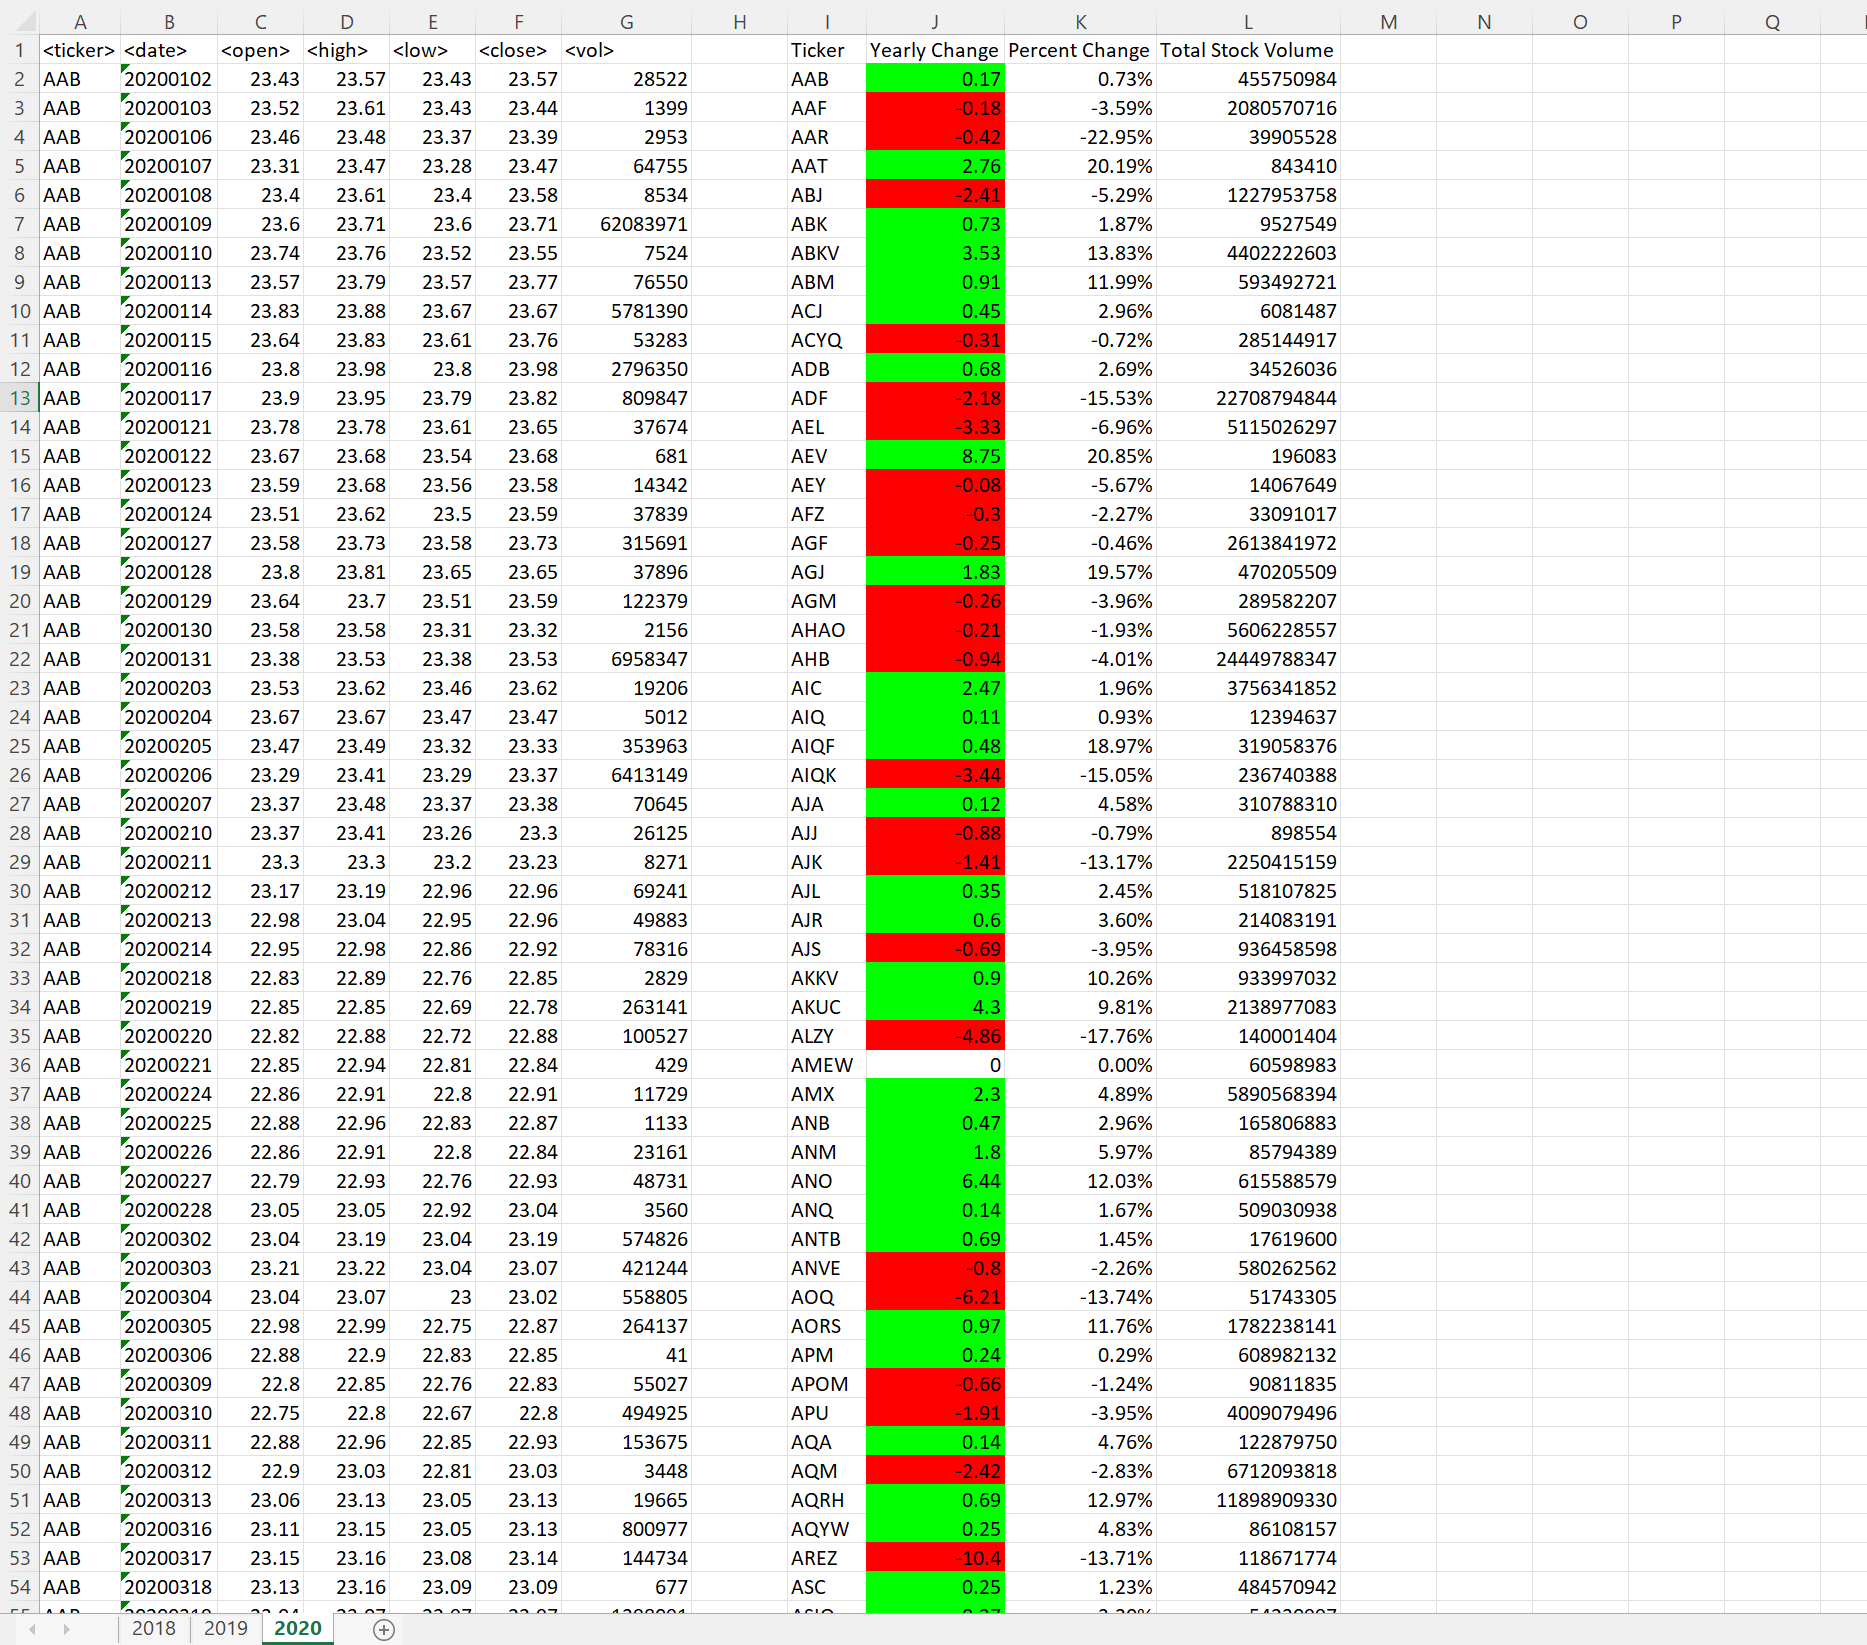 A B C D E F G H I J K L M N O P Q
1 <ticker> <date> <open> <high> <low> <close> <vol> Ticker Yearly Change Percent Change Total Stock Volume
2 AAB 20200102 23.43 23.57 23.43 23.57 28522 AAB 0.17 0.73% 455750984
3 AAB 20200103 23.52 23.61 23.43 23.44 1399 AAF -0.18 -3.59% 2080570716
4 AAB 20200106 23.46 23.48 23.37 23.39 2953 AAR -0.42 -22.95% 39905528
5 AAB 20200107 23.31 23.47 23.28 23.47 64755 AAT 2.76 20.19% 843410
6 AAB 20200108 23.4 23.61 23.4 23.58 8534 ABJ -2.41 -5.29% 1227953758
7 AAB 20200109 23.6 23.71 23.6 23.71 62083971 ABK 0.73 1.87% 9527549
8 AAB 20200110 23.74 23.76 23.52 23.55 7524 ABKV 3.53 13.83% 4402222603
9 AAB 20200113 23.57 23.79 23.57 23.77 76550 ABM 0.91 11.99% 593492721
10 AAB 20200114 23.83 23.88 23.67 23.67 5781390 ACJ 0.45 2.96% 6081487
11 AAB 20200115 23.64 23.83 23.61 23.76 53283 ACYQ -0.31 -0.72% 285144917
12 AAB 20200116 23.8 23.98 23.8 23.98 2796350 ADB 0.68 2.69% 34526036
13 AAB 20200117 23.9 23.95 23.79 23.82 809847 ADF -2.18 -15.53% 22708794844
14 AAB 20200121 23.78 23.78 23.61 23.65 37674 AEL -3.33 -6.96% 5115026297
15 AAB 20200122 23.67 23.68 23.54 23.68 681 AEV 8.75 20.85% 196083
16 AAB 20200123 23.59 23.68 23.56 23.58 14342 AEY -0.08 -5.67% 14067649
17 AAB 20200124 23.51 23.62 23.5 23.59 37839 AFZ -0.3 -2.27% 33091017
18 AAB 20200127 23.58 23.73 23.58 23.73 315691 AGF -0.25 -0.46% 2613841972
19 AAB 20200128 23.8 23.81 23.65 23.65 37896 AGJ 1.83 19.57% 470205509
20 AAB 20200129 23.64 23.7 23.51 23.59 122379 AGM -0.26 -3.96% 289582207
21 AAB 20200130 23.58 23.58 23.31 23.32 2156 AHAO -0.21 -1.93% 5606228557
22 AAB 20200131 23.38 23.53 23.38 23.53 6958347 AHB -0.94 -4.01% 24449788347
23 AAB 20200203 23.53 23.62 23.46 23.62 19206 AIC 2.47 1.96% 3756341852
24 AAB 20200204 23.67 23.67 23.47 23.47 5012 AIQ 0.11 0.93% 12394637
25 AAB 20200205 23.47 23.49 23.32 23.33 353963 AIQF 0.48 18.97% 319058376
26 AAB 20200206 23.29 23.41 23.29 23.37 6413149 AIQK -3.44 -15.05% 236740388
27 AAB 20200207 23.37 23.48 23.37 23.38 70645 AJA 0.12 4.58% 310788310
28 AAB 20200210 23.37 23.41 23.26 23.3 26125 AJJ -0.88 -0.79% 898554
29 AAB 20200211 23.3 23.3 23.2 23.23 8271 AJK -1.41 -13.17% 2250415159
30 AAB 20200212 23.17 23.19 22.96 22.96 69241 AJL 0.35 2.45% 518107825
31 AAB 20200213 22.98 23.04 22.95 22.96 49883 AJR 0.6 3.60% 214083191
32 AAB 20200214 22.95 22.98 22.86 22.92 78316 AJS -0.69 -3.95% 936458598
33 AAB 20200218 22.83 22.89 22.76 22.85 2829 AKKV 0.9 10.26% 933997032
34 AAB 20200219 22.85 22.85 22.69 22.78 263141 AKUC 4.3 9.81% 2138977083
35 AAB 20200220 22.82 22.88 22.72 22.88 100527 ALZY -4.86 -17.76% 140001404
36 AAB 20200221 22.85 22.94 22.81 22.84 429 AMEW 0 0.00% 60598983
37 AAB 20200224 22.86 22.91 22.8 22.91 11729 AMX 2.3 4.89% 5890568394
38 AAB 20200225 22.88 22.96 22.83 22.87 1133 ANB 0.47 2.96% 165806883
39 AAB 20200226 22.86 22.91 22.8 22.84 23161 ANM 1.8 5.97% 85794389
40 AAB 20200227 22.79 22.93 22.76 22.93 48731 ANO 6.44 12.03% 615588579
41 AAB 20200228 23.05 23.05 22.92 23.04 3560 ANQ 0.14 1.67% 509030938
42 AAB 20200302 23.04 23.19 23.04 23.19 574826 ANTB 0.69 1.45% 17619600
43 AAB 20200303 23.21 23.22 23.04 23.07 421244 ANVE -0.8 -2.26% 580262562
44 AAB 20200304 23.04 23.07 23 23.02 558805 AOQ -6.21 -13.74% 51743305
45 AAB 20200305 22.98 22.99 22.75 22.87 264137 AORS 0.97 11.76% 1782238141
46 AAB 20200306 22.88 22.9 22.83 22.85 41 APM 0.24 0.29% 608982132
47 AAB 20200309 22.8 22.85 22.76 22.83 55027 APOM -0.66 -1.24% 90811835
48 AAB 20200310 22.75 22.8 22.67 22.8 494925 APU -1.91 -3.95% 4009079496
49 AAB 20200311 22.88 22.96 22.85 22.93 153675 AQA 0.14 4.76% 122879750
50 AAB 20200312 22.9 23.03 22.81 23.03 3448 AQM -2.42 -2.83% 6712093818
51 AAB 20200313 23.06 23.13 23.05 23.13 19665 AQRH 0.69 12.97% 11898909330
52 AAB 20200316 23.11 23.15 23.05 23.13 800977 AQYW 0.25 4.83% 86108157
53 AAB 20200317 23.15 23.16 23.08 23.14 144734 AREZ -10.4 -13.71% 118671774
54 AAB 20200318 23.13 23.16 23.09 23.09 677 ASC 0.25 1.23% 484570942
2018 2019 2020